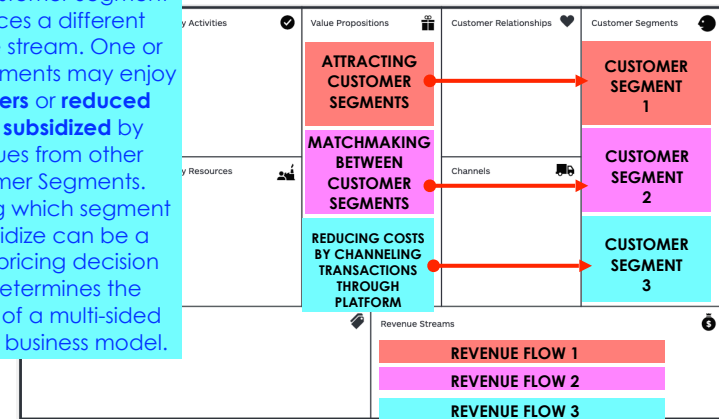 ustomer Segment
ces a different
e stream. One or
ments may enjoy
ers or reduced
subsidized by
ues from other
mer Segments.
g which segment
idize can be a
pricing decision
etermines the
of a multi-sided
business model.
y Activities
y Resources
Value Propositions
ATTRACTING
CUSTOMER
SEGMENTS
MATCHMAKING
BETWEEN
CUSTOMER
SEGMENTS
REDUCING COSTS
BY CHANNELING
TRANSACTIONS
THROUGH
PLATFORM
Customer Relationships
Channels
Customer Segments
CUSTOMER
SEGMENT
1
CUSTOMER
SEGMENT
2
CUSTOMER
SEGMENT
3
Revenue Streams
REVENUE FLOW 1
REVENUE FLOW 2
REVENUE FLOW 3